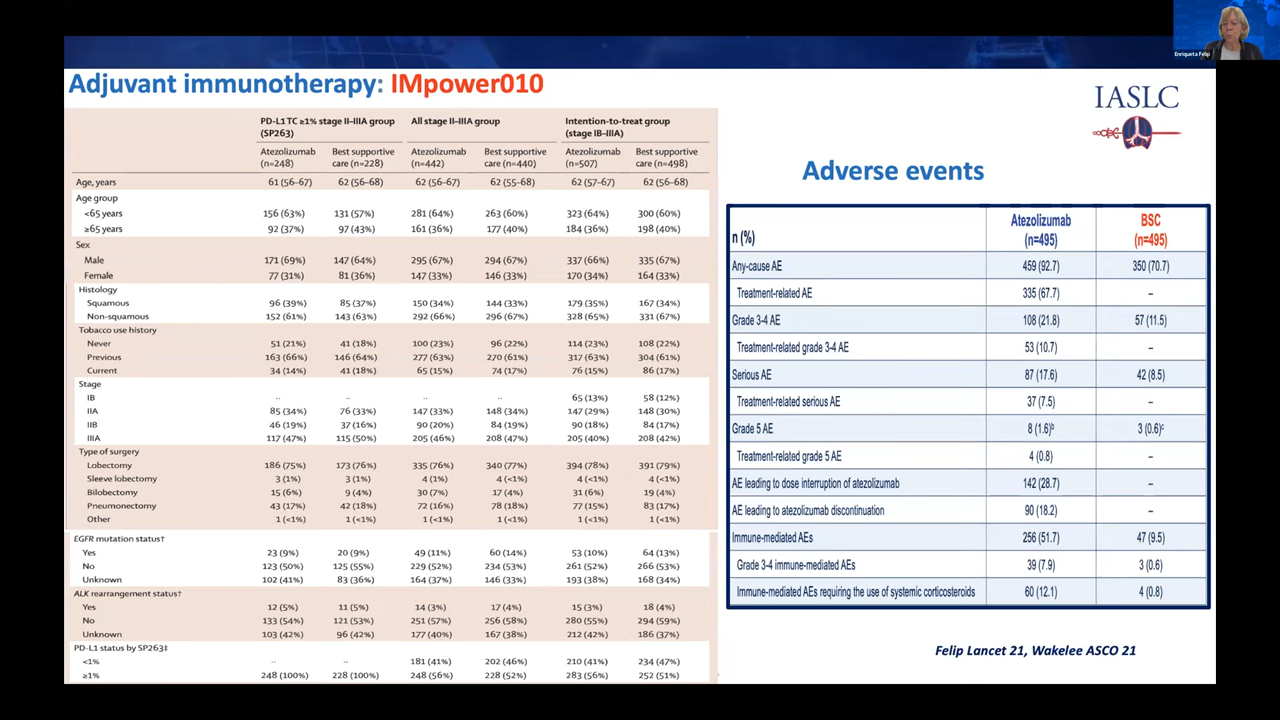 Enriqueta Felip
Adjuvant immunotherapy: IMpower010
IASLC
PD-L1 TC ≥1% stage II–IIIA group (SP263) All stage II–IIIA group Intention-to-treat group (stage IB–IIIA)
Atezolizumab (n=248) Best supportive care (n=228) Atezolizumab (n=442) Best supportive care (n=440) Atezolizumab (n=507) Best supportive care (n=498)
Age, years 61 (56–67) 62 (56–68) 62 (56–67) 62 (55–68) 62 (57–67) 62 (56–68)
Age group
<65 years 156 (63%) 131 (57%) 281 (64%) 263 (60%) 323 (64%) 300 (60%)
≥65 years 92 (37%) 97 (43%) 161 (36%) 177 (40%) 184 (36%) 198 (40%)
Sex
Male 171 (69%) 147 (64%) 295 (67%) 294 (67%) 337 (66%) 335 (67%)
Female 77 (31%) 81 (36%) 147 (33%) 146 (33%) 170 (34%) 164 (33%)
Histology
Squamous 96 (39%) 85 (37%) 150 (34%) 144 (33%) 179 (35%) 167 (34%)
Non-squamous 152 (61%) 143 (63%) 292 (66%) 296 (67%) 328 (65%) 331 (67%)
Tobacco use history
Never 51 (21%) 41 (18%) 100 (23%) 96 (22%) 114 (23%) 108 (22%)
Previous 163 (66%) 146 (64%) 277 (63%) 270 (61%) 317 (63%) 304 (61%)
Current 34 (14%) 41 (18%) 65 (15%) 74 (17%) 76 (15%) 86 (17%)
Stage
IB ·· ·· ·· ·· 65 (13%) 58 (12%)
IIA 85 (34%) 76 (33%) 147 (33%) 148 (34%) 147 (29%) 148 (30%)
IIB 46 (19%) 37 (16%) 90 (20%) 84 (19%) 90 (18%) 84 (17%)
IIIA 117 (47%) 115 (50%) 205 (46%) 208 (47%) 205 (40%) 208 (42%)
Type of surgery
Lobectomy 186 (75%) 173 (76%) 335 (76%) 340 (77%) 394 (78%) 391 (79%)
Sleeve lobectomy 3 (1%) 3 (1%) 4 (1%) 4 (<1%) 4 (<1%) 4 (<1%)
Bilobectomy 15 (6%) 9 (4%) 30 (7%) 17 (4%) 31 (6%) 19 (4%)
Pneumonectomy 43 (17%) 42 (18%) 72 (16%) 78 (18%) 77 (15%) 83 (17%)
Other 1 (<1%) 1 (<1%) 1 (<1%) 1 (<1%) 1 (<1%) 1 (<1%)
EGFR mutation status†
Yes 23 (9%) 20 (9%) 49 (11%) 60 (14%) 53 (10%) 64 (13%)
No 123 (50%) 125 (55%) 229 (52%) 234 (53%) 261 (52%) 266 (53%)
Unknown 102 (41%) 83 (36%) 164 (37%) 146 (33%) 193 (38%) 168 (34%)
ALK rearrangement status†
Yes 12 (5%) 11 (5%) 14 (3%) 17 (4%) 15 (3%) 18 (4%)
No 133 (54%) 121 (53%) 251 (57%) 256 (58%) 280 (55%) 294 (59%)
Unknown 103 (42%) 96 (42%) 177 (40%) 167 (38%) 212 (42%) 186 (37%)
PD-L1 status by SP263‡
<1% ·· ·· 181 (41%) 202 (46%) 210 (41%) 234 (47%)
≥1% 248 (100%) 228 (100%) 248 (56%) 228 (52%) 283 (56%) 252 (51%)
Adverse events
n (%) Atezolizumab (n=495) BSC (n=495)
Any-cause AE 459 (92.7) 350 (70.7)
Treatment-related AE 335 (67.7) –
Grade 3-4 AE 108 (21.8) 57 (11.5)
Treatment-related grade 3-4 AE 53 (10.7) –
Serious AE 87 (17.6) 42 (8.5)
Treatment-related serious AE 37 (7.5) –
Grade 5 AE 8 (1.6)ᵇ 3 (0.6)ᶜ
Treatment-related grade 5 AE 4 (0.8) –
AE leading to dose interruption of atezolizumab 142 (28.7) –
AE leading to atezolizumab discontinuation 90 (18.2) –
Immune-mediated AEs 256 (51.7) 47 (9.5)
Grade 3-4 immune-mediated AEs 39 (7.9) 3 (0.6)
Immune-mediated AEs requiring the use of systemic corticosteroids 60 (12.1) 4 (0.8)
Felip Lancet 21, Wakelee ASCO 21